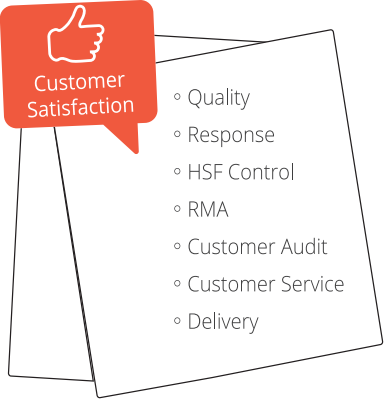 Customer
Satisfaction
◦ Quality
◦ Response
◦ HSF Control
◦ RMA
◦ Customer Audit
◦ Customer Service
◦ Delivery